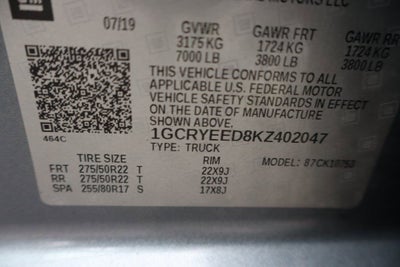 GM MOTORS LLC
07/19 GVWR GAWR FRT GAWR RR
3175 KG 1724 KG 1724 KG
7000 LB 3800 LB 3800 LB
THIS VEHICLE CONFORMS TO ALL
APPLICABLE U.S. FEDERAL MOTOR
VEHICLE SAFETY STANDARDS IN
EFFECT ON THE DATE OF MANUFACTURE
SHOWN ABOVE.
464C 1GCRYEED8KZ402047
TYPE: TRUCK MODEL:
TIRE SIZE RIM
FRT 275/50R22 T 22X9J
RR 275/50R22 T 22X9J
SPA 255/80R17 S 17X8J